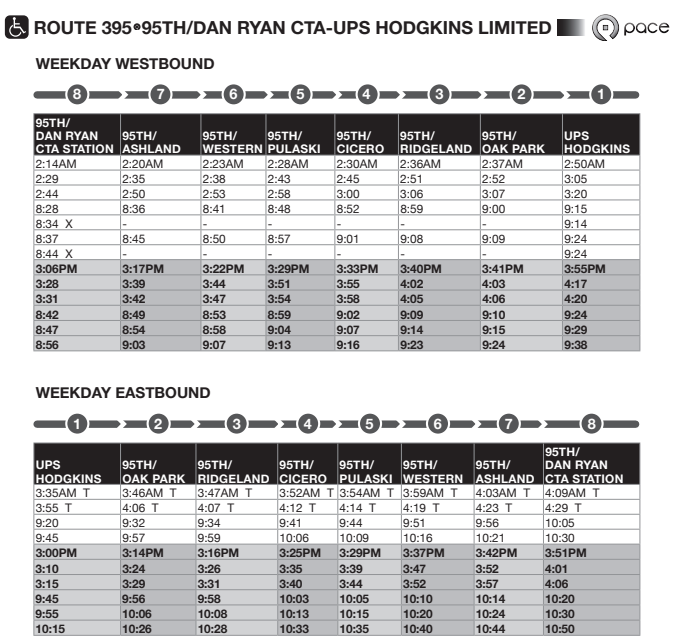 ROUTE 395•95TH/DAN RYAN CTA-UPS HODGKINS LIMITED pace
WEEKDAY WESTBOUND
8 7 6 5 4 3 2 1
95TH/
DAN RYAN 95TH/ 95TH/ 95TH/ 95TH/ 95TH/ 95TH/ UPS
CTA STATION ASHLAND WESTERN PULASKI CICERO RIDGELAND OAK PARK HODGKINS
2:14AM 2:20AM 2:23AM 2:28AM 2:30AM 2:36AM 2:37AM 2:50AM
2:29 2:35 2:38 2:43 2:45 2:51 2:52 3:05
2:44 2:50 2:53 2:58 3:00 3:06 3:07 3:20
8:28 8:36 8:41 8:48 8:52 8:59 9:00 9:15
8:34 X - - - - - - 9:14
8:37 8:45 8:50 8:57 9:01 9:08 9:09 9:24
8:44 X - - - - - - 9:24
3:06PM 3:17PM 3:22PM 3:29PM 3:33PM 3:40PM 3:41PM 3:55PM
3:28 3:39 3:44 3:51 3:55 4:02 4:03 4:17
3:31 3:42 3:47 3:54 3:58 4:05 4:06 4:20
8:42 8:49 8:53 8:59 9:02 9:09 9:10 9:24
8:47 8:54 8:58 9:04 9:07 9:14 9:15 9:29
8:56 9:03 9:07 9:13 9:16 9:23 9:24 9:38
WEEKDAY EASTBOUND
1 2 3 4 5 6 7 8
95TH/
UPS 95TH/ 95TH/ 95TH/ 95TH/ 95TH/ 95TH/ DAN RYAN
HODGKINS OAK PARK RIDGELAND CICERO PULASKI WESTERN ASHLAND CTA STATION
3:35AM T 3:46AM T 3:47AM T 3:52AM T 3:54AM T 3:59AM T 4:03AM T 4:09AM T
3:55 T 4:06 T 4:07 T 4:12 T 4:14 T 4:19 T 4:23 T 4:29 T
9:20 9:32 9:34 9:41 9:44 9:51 9:56 10:05
9:45 9:57 9:59 10:06 10:09 10:16 10:21 10:30
3:00PM 3:14PM 3:16PM 3:25PM 3:29PM 3:37PM 3:42PM 3:51PM
3:10 3:24 3:26 3:35 3:39 3:47 3:52 4:01
3:15 3:29 3:31 3:40 3:44 3:52 3:57 4:06
9:45 9:56 9:58 10:03 10:05 10:10 10:14 10:20
9:55 10:06 10:08 10:13 10:15 10:20 10:24 10:30
10:15 10:26 10:28 10:33 10:35 10:40 10:44 10:50